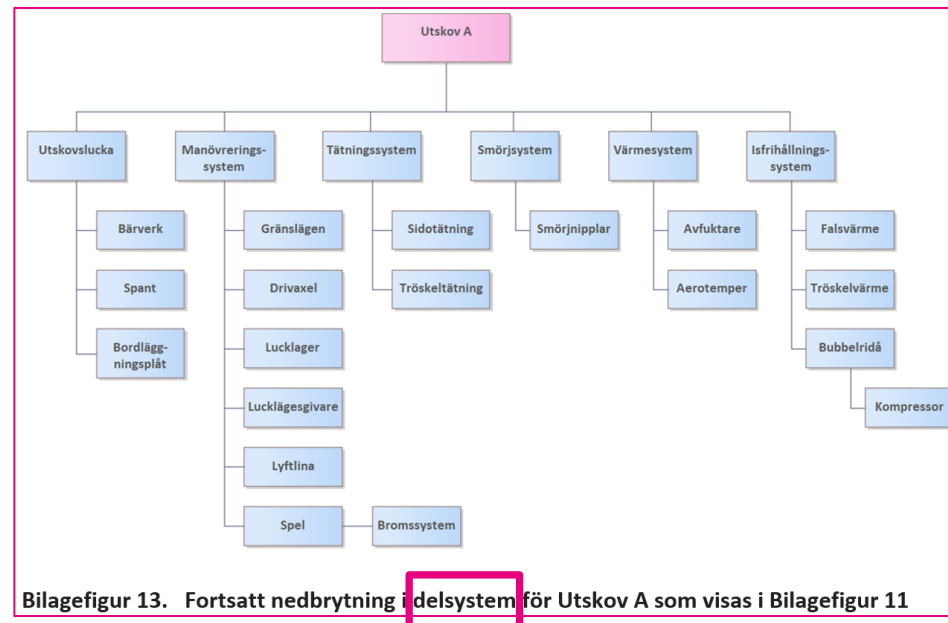 Utskov A
Utskovslucka
Manövrerings-
system
Tätningssystem
Smörjsystem
Värmesystem
Isfrihållnings-
system
Bärverk
Gränslägen
Sidotätning
Smörjnipplar
Avfuktare
Falsvärme
Spant
Drivaxel
Tröskeltätning
Aerotemper
Tröskelvärme
Bordlägg-
ningsplåt
Lucklager
Bubbelridå
Lucklägesgivare
Kompressor
Lyftlina
Spel
Bromssystem
Bilagefigur 13. Fortsatt nedbrytning i delsystem för Utskov A som visas i Bilagefigur 11